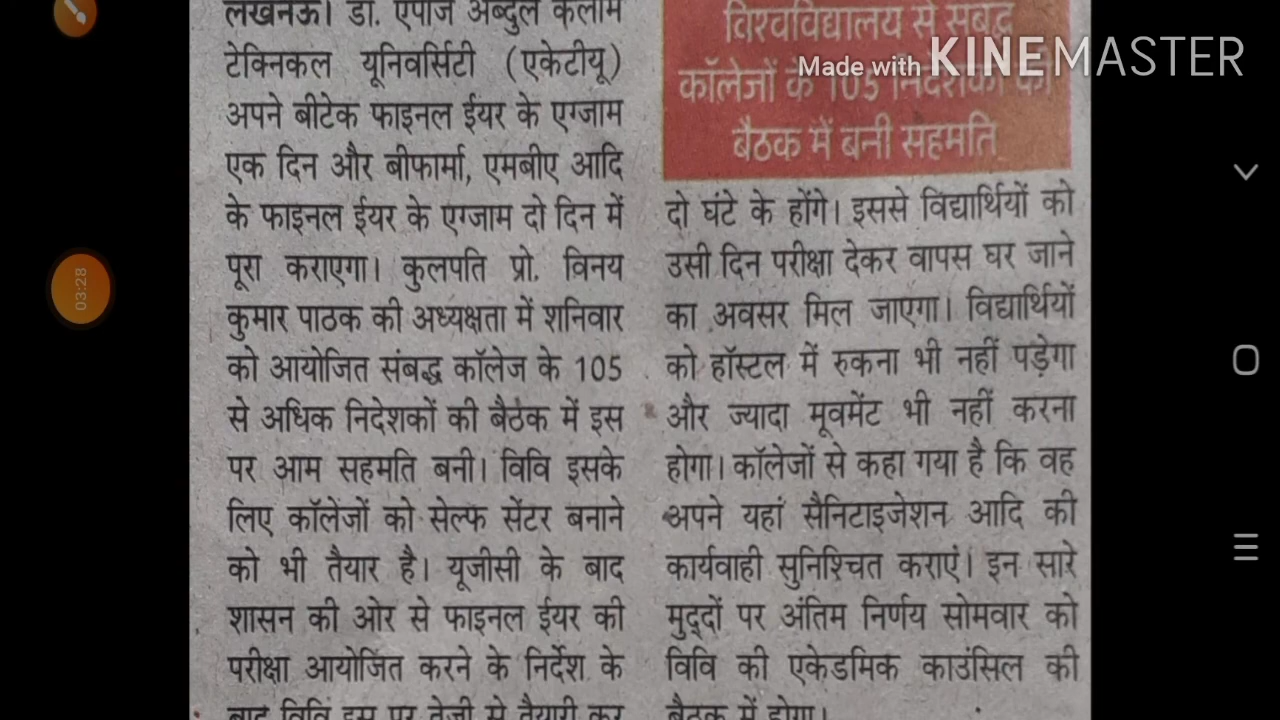 लखनऊ। डॉ. एपीजे अब्दुल कलाम
टेक्निकल यूनिवर्सिटी (एकेटीयू)
अपने बीटेक फाइनल ईयर के एग्जाम
एक दिन और बीफार्मा, एमबीए आदि
के फाइनल ईयर के एग्जाम दो दिन में
पूरा कराएगा। कुलपति प्रो. विनय
कुमार पाठक की अध्यक्षता में शनिवार
को आयोजित संबद्ध कॉलेज के 105
से अधिक निदेशकों की बैठक में इस
पर आम सहमति बनी। विवि इसके
लिए कॉलेजों को सेल्फ सेंटर बनाने
को भी तैयार है। यूजीसी के बाद
शासन की ओर से फाइनल ईयर की
परीक्षा आयोजित करने के निर्देश के
बाद विवि इस पर तेजी से तैयारी कर
विश्वविद्यालय से संबद्ध
कॉलेजों के 105 निदेशकों की
बैठक में बनी सहमति
दो घंटे के होंगे। इससे विद्यार्थियों को
उसी दिन परीक्षा देकर वापस घर जाने
का अवसर मिल जाएगा। विद्यार्थियों
को हॉस्टल में रुकना भी नहीं पड़ेगा
और ज्यादा मूवमेंट भी नहीं करना
होगा। कॉलेजों से कहा गया है कि वह
अपने यहां सैनिटाइजेशन आदि की
कार्यवाही सुनिश्चित कराएं। इन सारे
मुद्दों पर अंतिम निर्णय सोमवार को
विवि की एकेडमिक काउंसिल की
बैठक में होगा।
Made with KINEMASTER
03:28